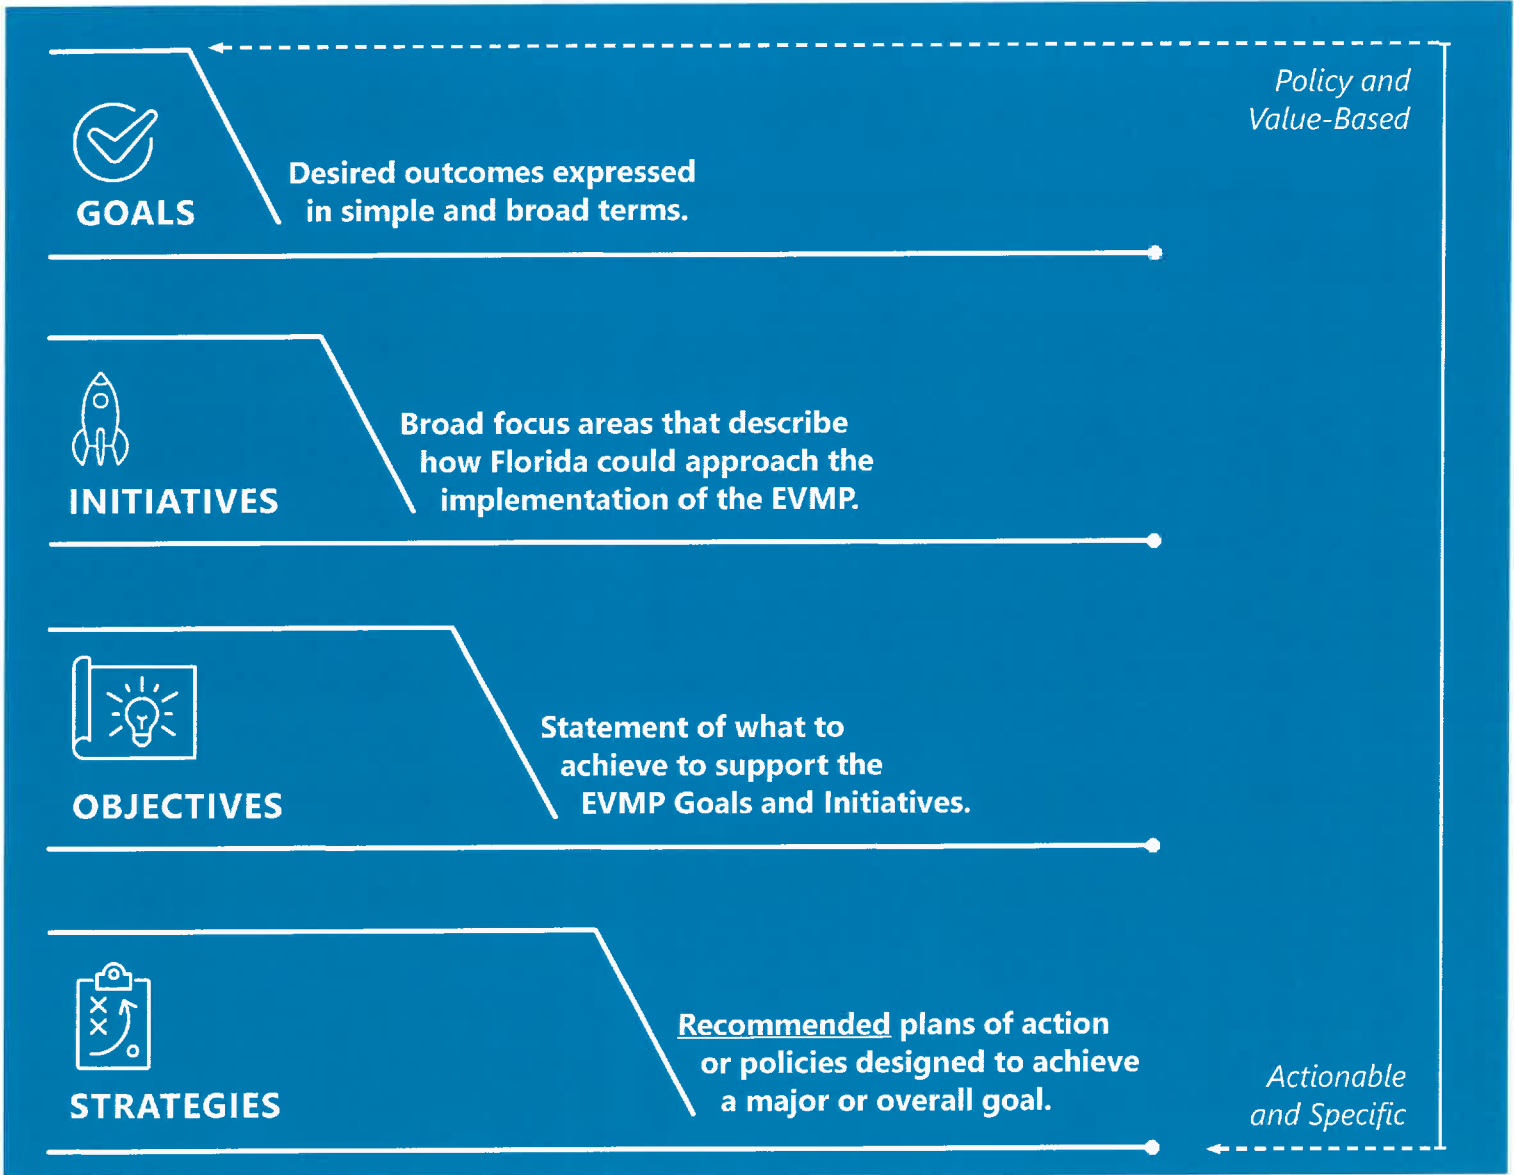 Policy and
Value-Based
GOALS
Desired outcomes expressed
in simple and broad terms.
INITIATIVES
Broad focus areas that describe
how Florida could approach the
implementation of the EVMP.
OBJECTIVES
Statement of what to
achieve to support the
EVMP Goals and Initiatives.
STRATEGIES
Recommended plans of action
or policies designed to achieve
a major or overall goal.
Actionable
and Specific